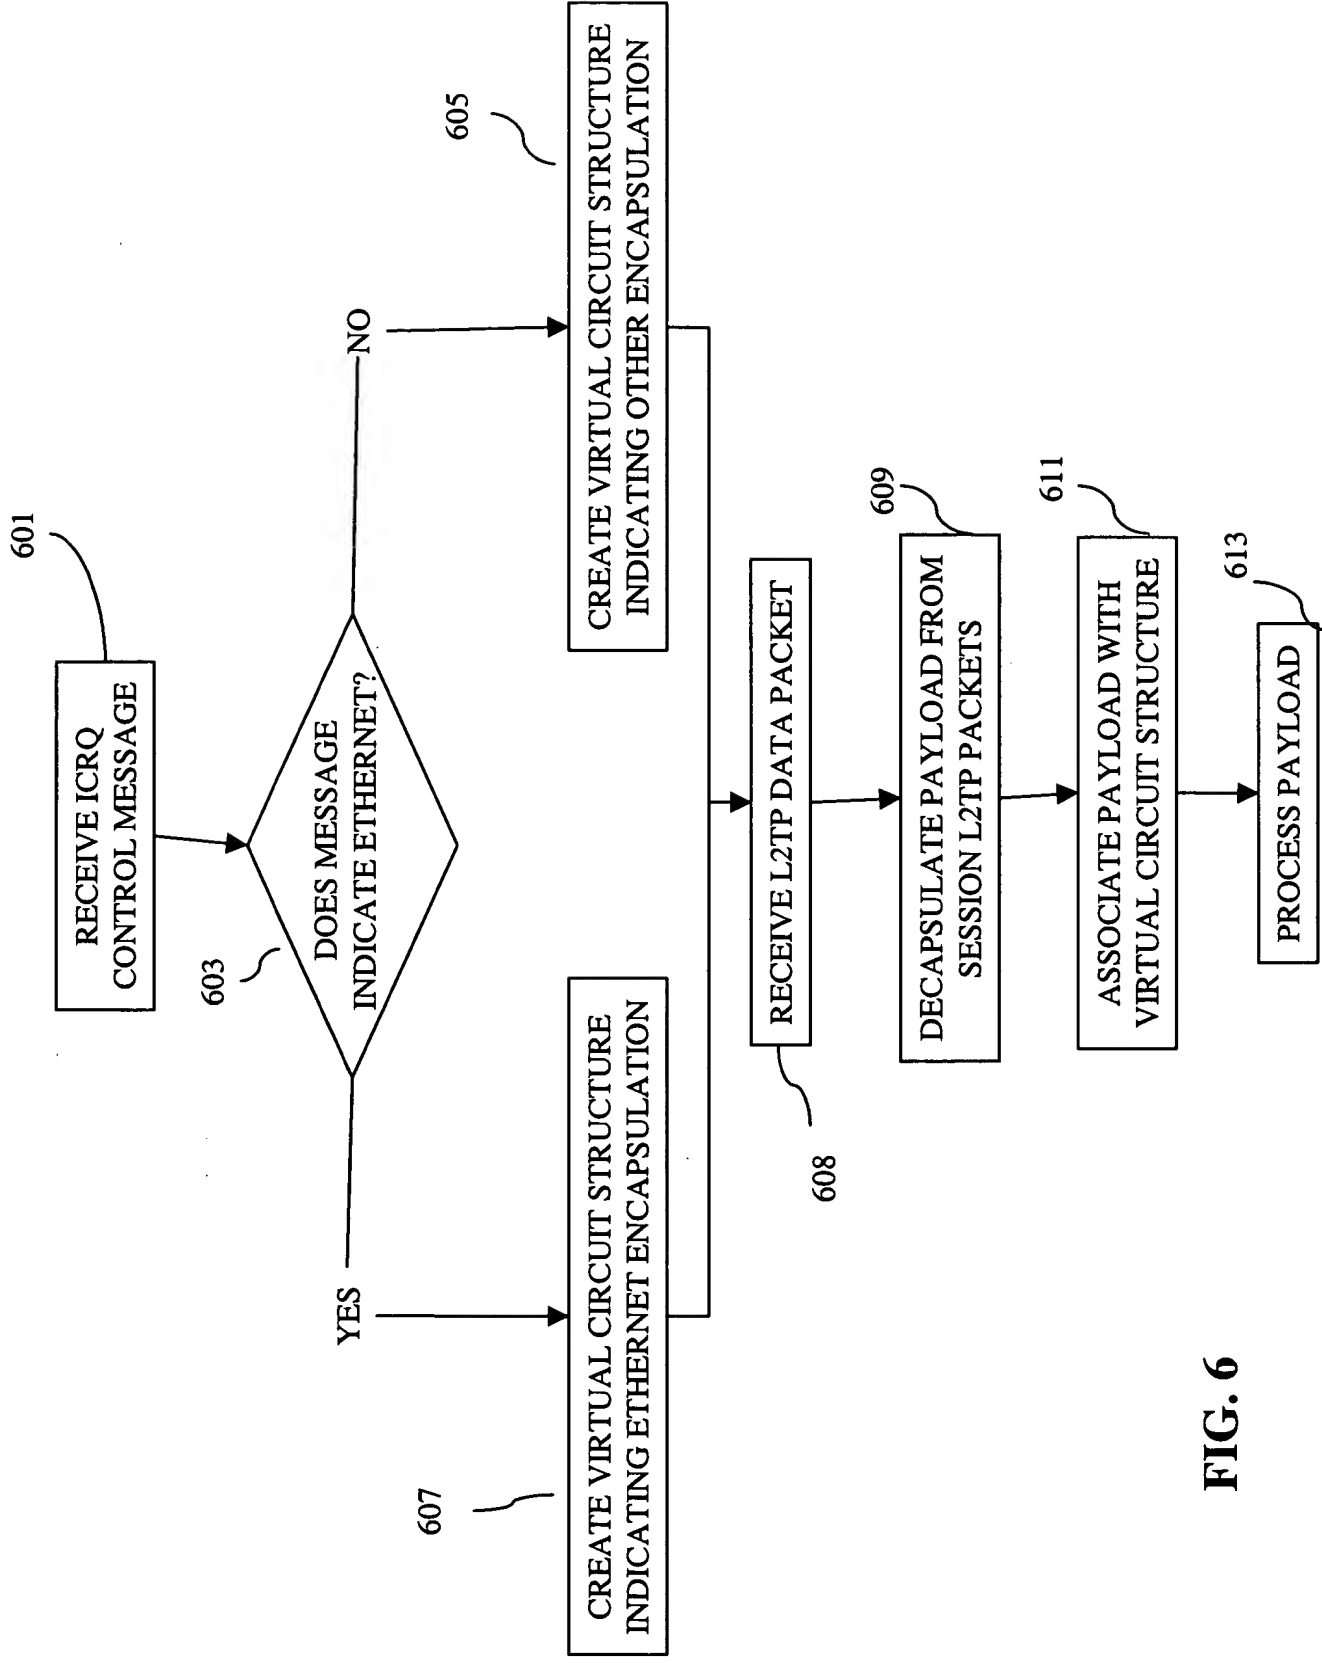 601
RECEIVE ICRQ
CONTROL MESSAGE
603
DOES MESSAGE
INDICATE ETHERNET?
YES
NO
607
CREATE VIRTUAL CIRCUIT STRUCTURE
INDICATING ETHERNET ENCAPSULATION
605
CREATE VIRTUAL CIRCUIT STRUCTURE
INDICATING OTHER ENCAPSULATION
608
RECEIVE L2TP DATA PACKET
609
DECAPSULATE PAYLOAD FROM
SESSION L2TP PACKETS
611
ASSOCIATE PAYLOAD WITH
VIRTUAL CIRCUIT STRUCTURE
613
PROCESS PAYLOAD
FIG. 6